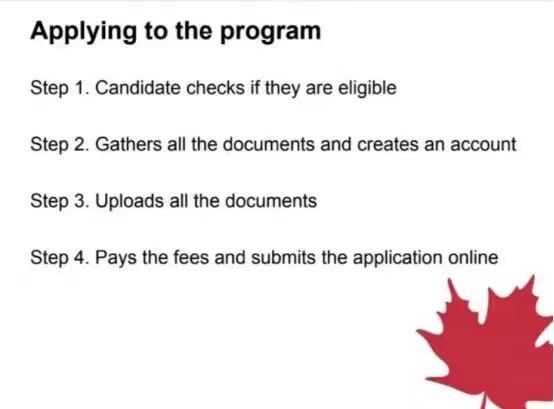 Applying to the program
Step 1. Candidate checks if they are eligible
Step 2. Gathers all the documents and creates an account
Step 3. Uploads all the documents
Step 4. Pays the fees and submits the application online